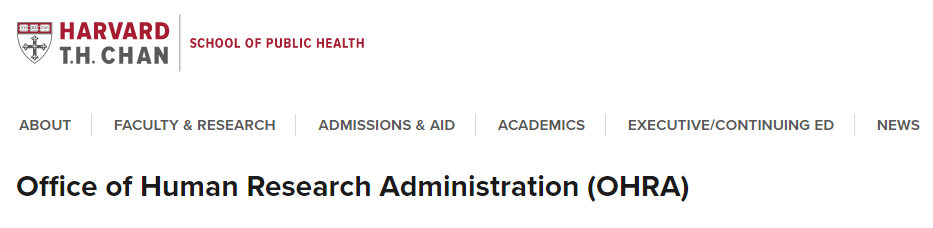 HARVARD
T.H. CHAN
SCHOOL OF PUBLIC HEALTH
ABOUT FACULTY & RESEARCH ADMISSIONS & AID ACADEMICS EXECUTIVE/CONTINUING ED NEWS
Office of Human Research Administration (OHRA)